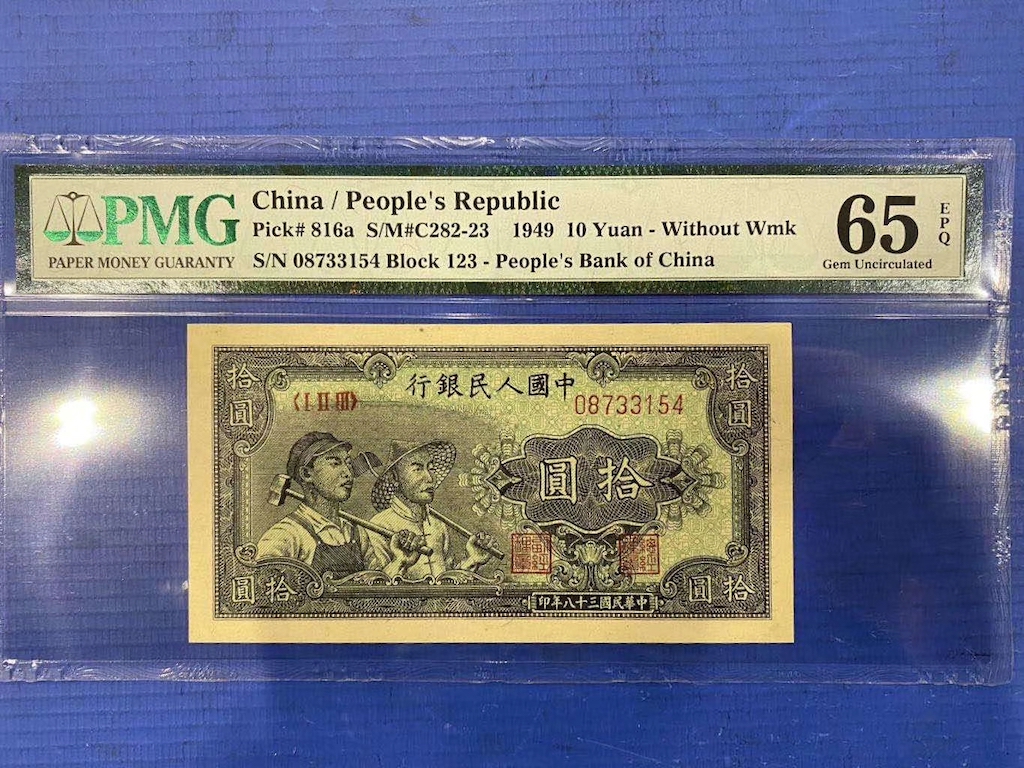 PMG
PAPER MONEY GUARANTY
China / People's Republic
Pick# 816a S/M#C282-23 1949 10 Yuan - Without Wmk
S/N 08733154 Block 123 - People's Bank of China
65
EPQ
Gem Uncirculated
行銀民人國中
〈I II III〉
08733154
拾
圓
拾
圓
圓拾
圓拾
圓拾
印年八十三國民華中